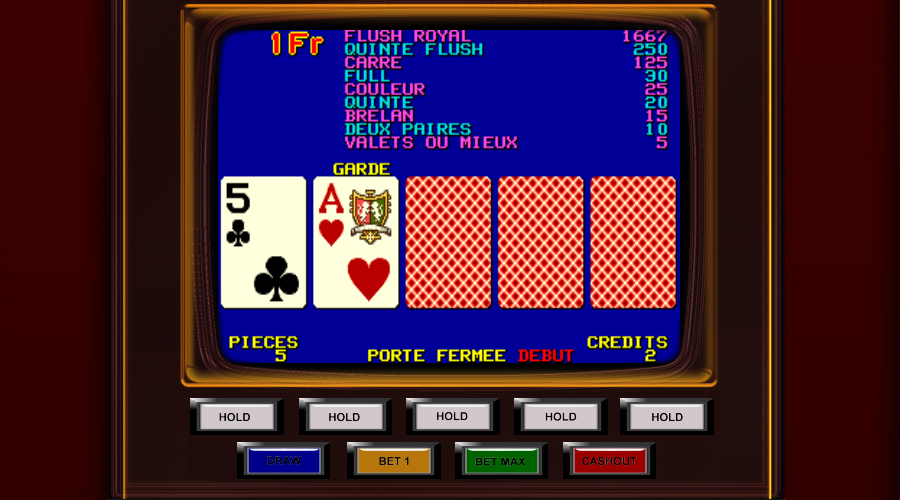 1Fr
FLUSH ROYAL 1667
QUINTE FLUSH 250
CARRE 125
FULL 30
COULEUR 25
QUINTE 20
BRELAN 15
DEUX PAIRES 10
VALETS OU MIEUX 5
GARDE
5 A
PIECES CREDITS
5 2
PORTE FERMEE DEBUT
HOLD HOLD HOLD HOLD HOLD
DRAW BET 1 BET MAX CASHOUT